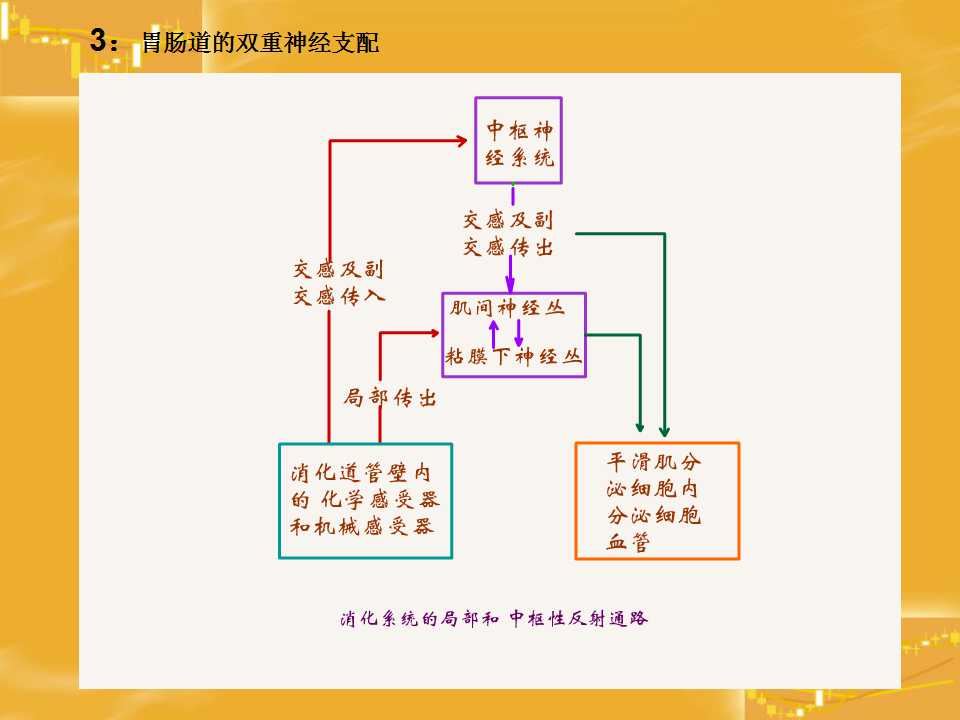 3： 胃肠道的双重神经支配
中枢神
经系统
交感及副
交感传出
交感及副
交感传入
肌间神经丛
粘膜下神经丛
局部传出
消化道管壁内
的 化学感受器
和机械感受器
平滑肌分
泌细胞内
分泌细胞
血管
消化系统的局部和 中枢性反射通路